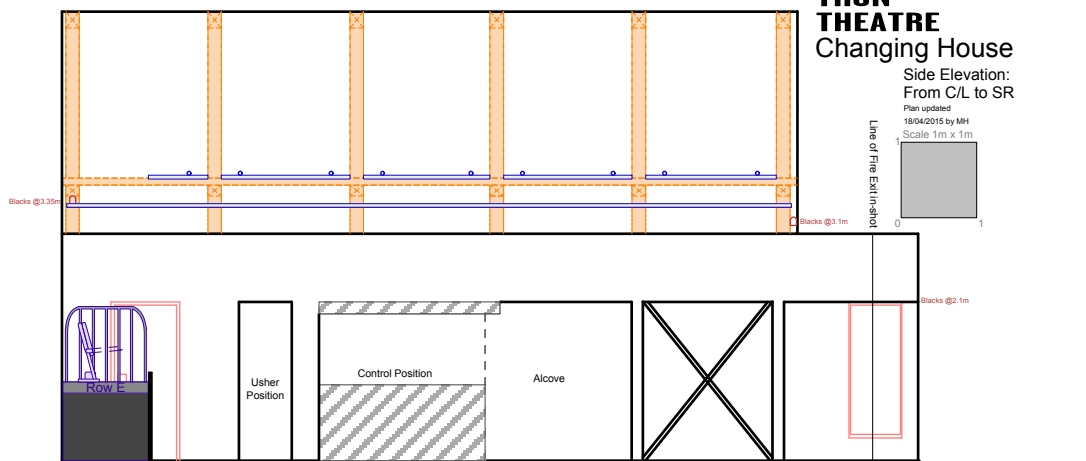 THEATRE
Changing House
Side Elevation:
From C/L to SR
Plan updated
18/04/2015 by MH
Scale 1m x 1m
1
0
1
Line of Fire Exit in-shot
Blacks @3.35m
Blacks @3.1m
Blacks @2.1m
Row E
Usher
Position
Control Position
Alcove